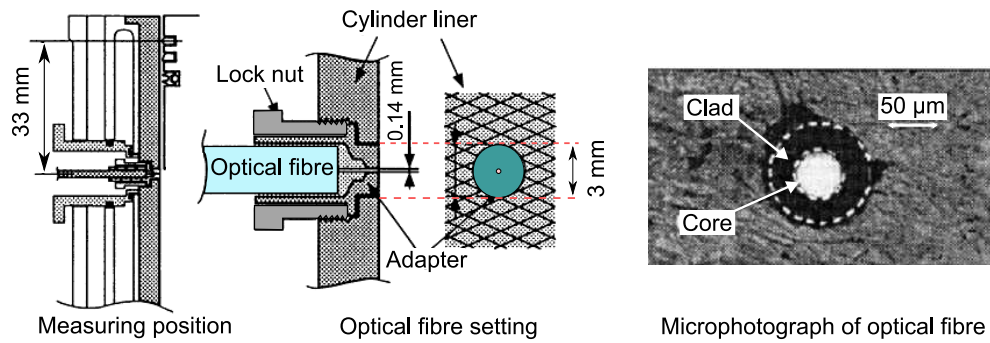 Cylinder liner
Lock nut
33 mm
0.14 mm
Optical fibre
3 mm
Adapter
Clad
50 µm
Core
Measuring position
Optical fibre setting
Microphotograph of optical fibre